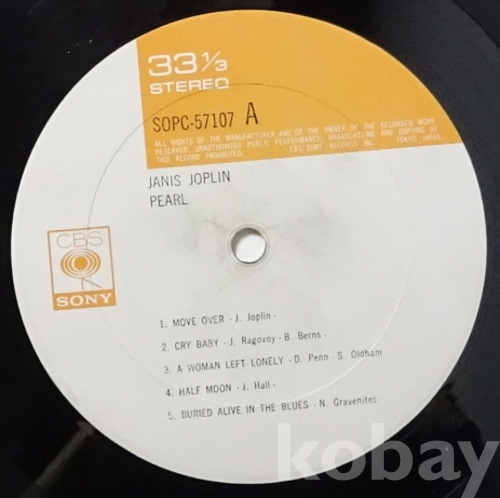 33 1/3
STEREO
SOPC-57107 A
ALL RIGHTS OF THE MANUFACTURER AND OF THE OWNER OF THE RECORDED WORK
RESERVED. UNAUTHORIZED PUBLIC PERFORMANCE, BROADCASTING AND COPYING OF
THIS RECORD PROHIBITED. CBS/SONY RECORDS INC. TOKYO JAPAN.
JANIS JOPLIN
PEARL
CBS
SONY
1. MOVE OVER - J. Joplin -
2. CRY BABY - J. Ragovoy - B. Berns -
3. A WOMAN LEFT LONELY - D. Penn - S. Oldham
4. HALF MOON - J. Hall -
5. BURIED ALIVE IN THE BLUES - N. Gravenites
kobay